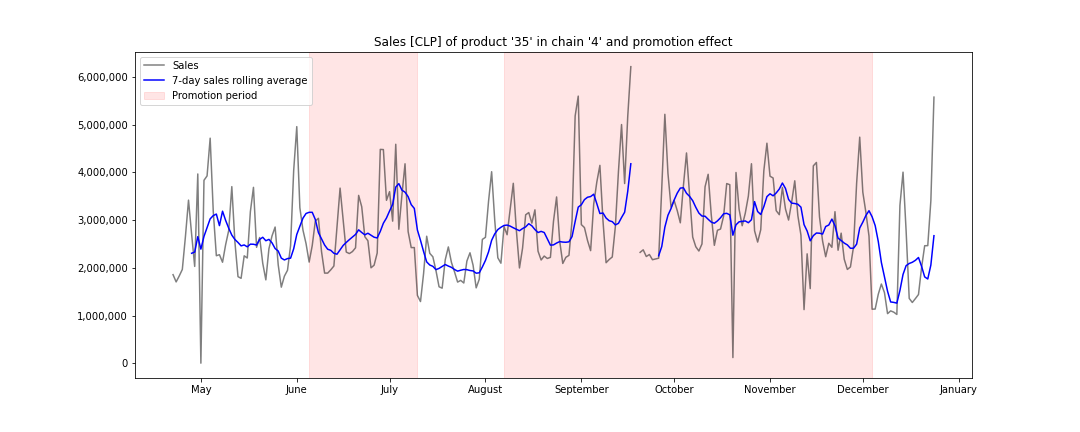 Sales [CLP] of product '35' in chain '4' and promotion effect
Sales
7-day sales rolling average
Promotion period
6,000,000
5,000,000
4,000,000
3,000,000
2,000,000
1,000,000
0
May June July August September October November December January